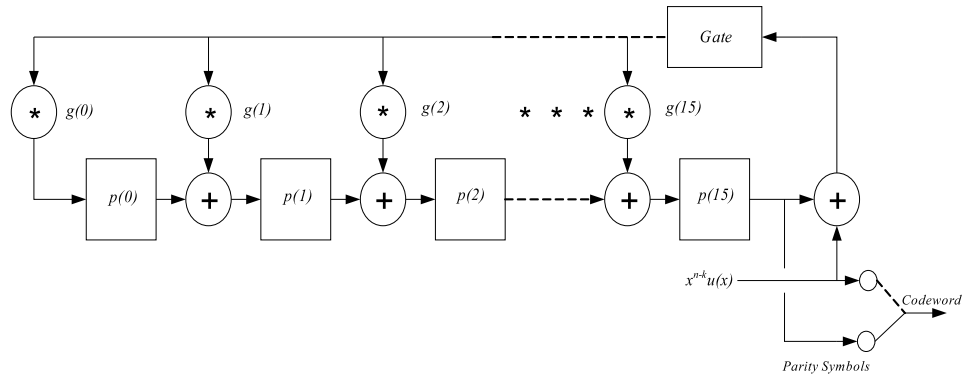 Gate
* g(0) * g(1) * g(2) * * * * g(15)
p(0) + p(1) + p(2) + p(15) +
x^{n-k}u(x)
Codeword
Parity Symbols